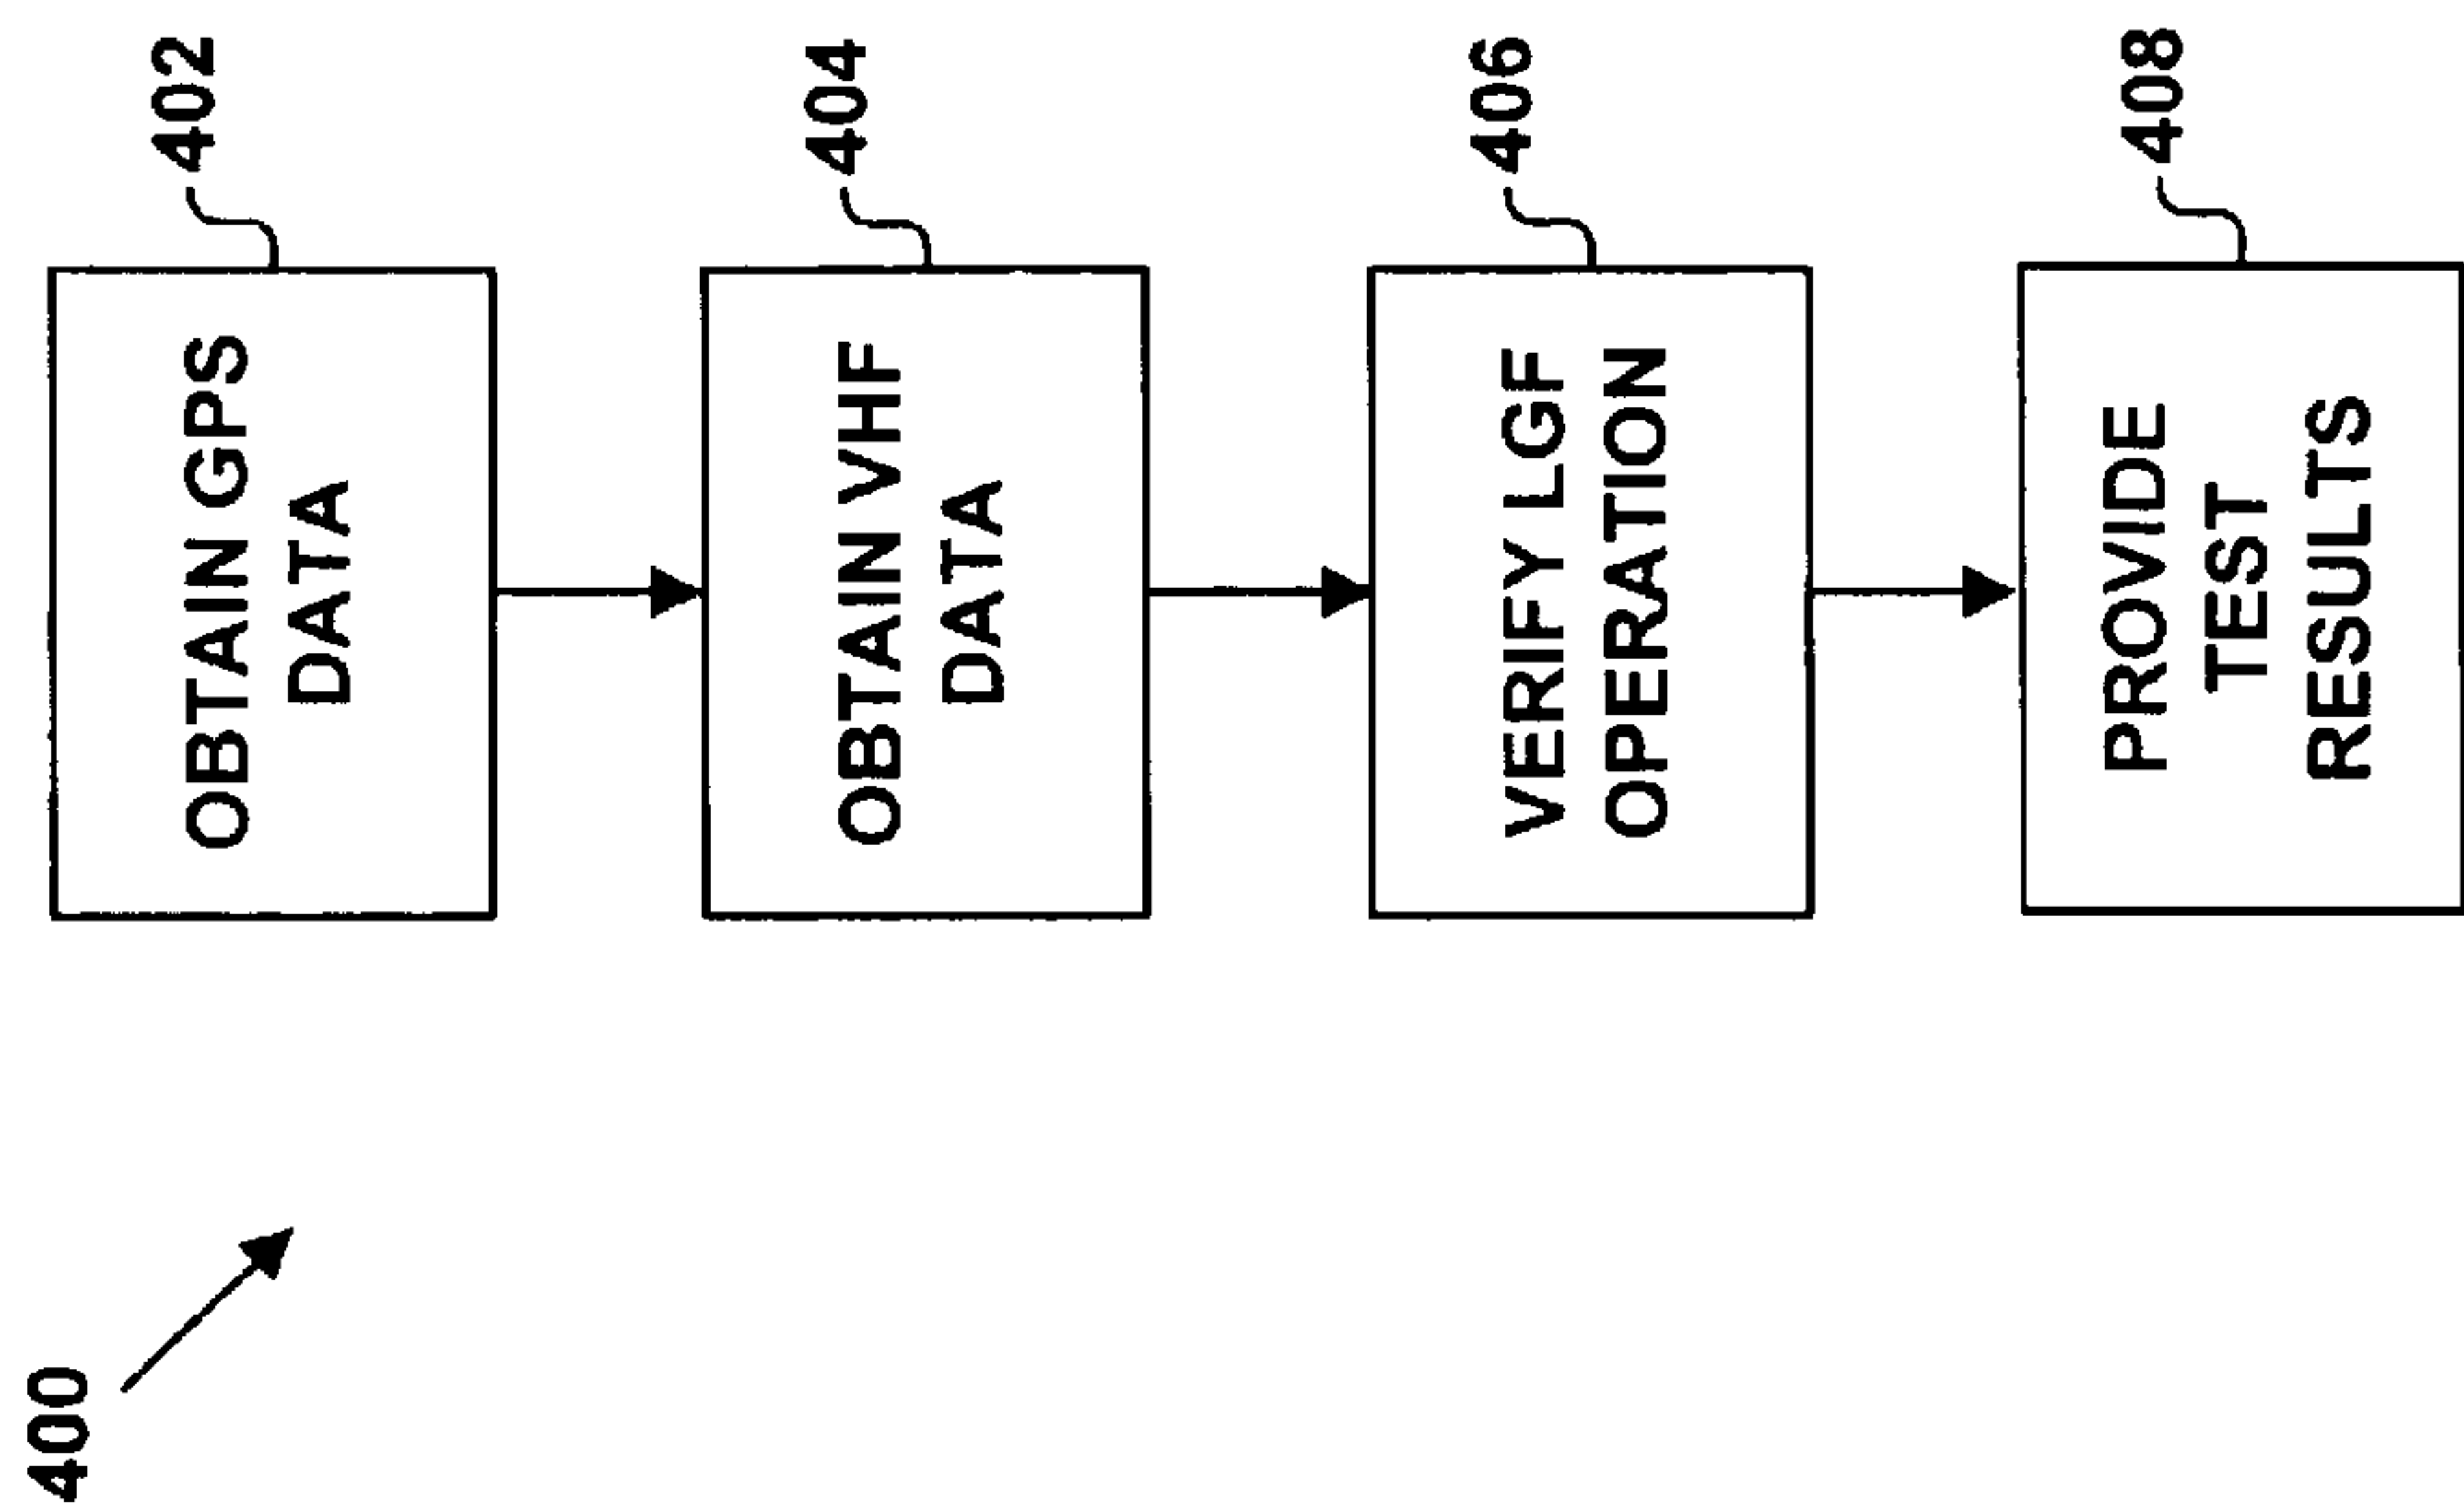 400
OBTAIN GPS
DATA
402
OBTAIN VHF
DATA
404
VERIFY LGF
OPERATION
406
PROVIDE
TEST
RESULTS
408